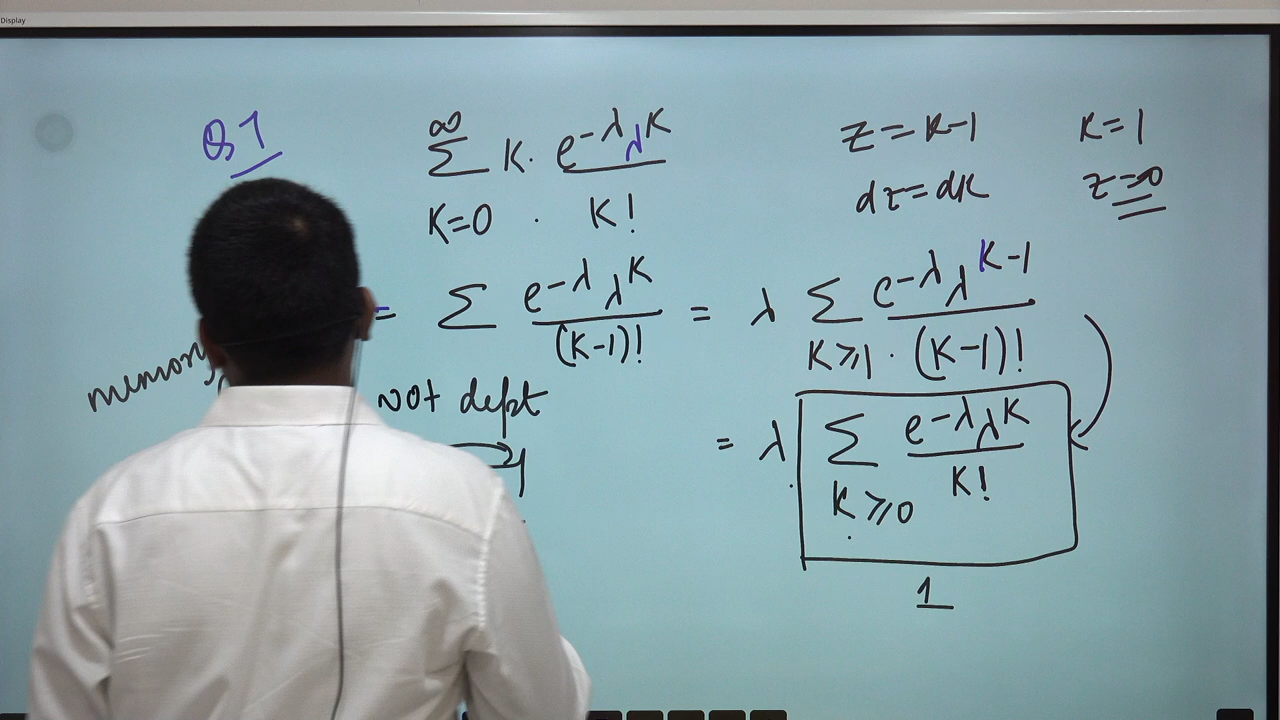 Display
Q1
∞
∑ K. e^{-λ} λ^K
K=0 . K!
z = K-1
K=1
dz = dK
z=0
= ∑ e^{-λ} λ^K / (K-1)! = λ ∑ e^{-λ} λ^{K-1}
K⩾1 . (K-1)!
not dept
= λ ∑ e^{-λ} λ^K / K!
K ⩾ 0
1